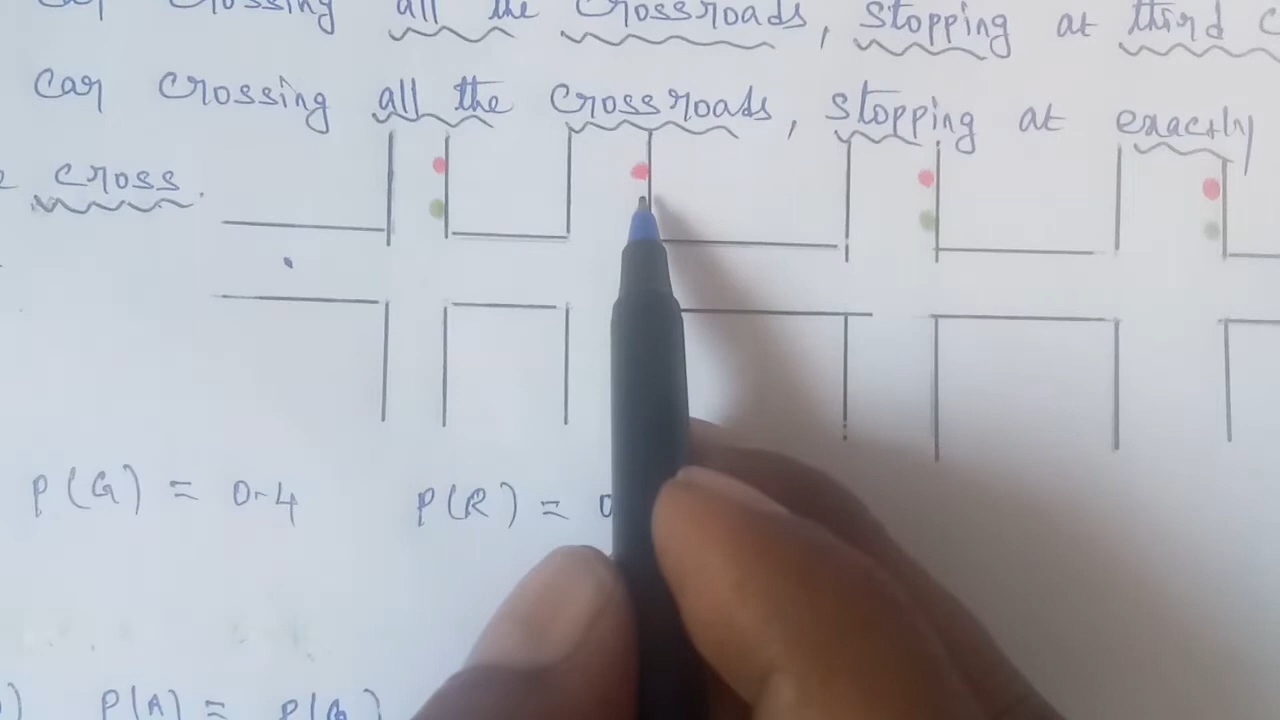 car crossing all the crossroads, stopping at third
car crossing all the crossroads, stopping at exactly
cross.
P(G) = 0.4 P(R) = 0
P(A) = P(G)